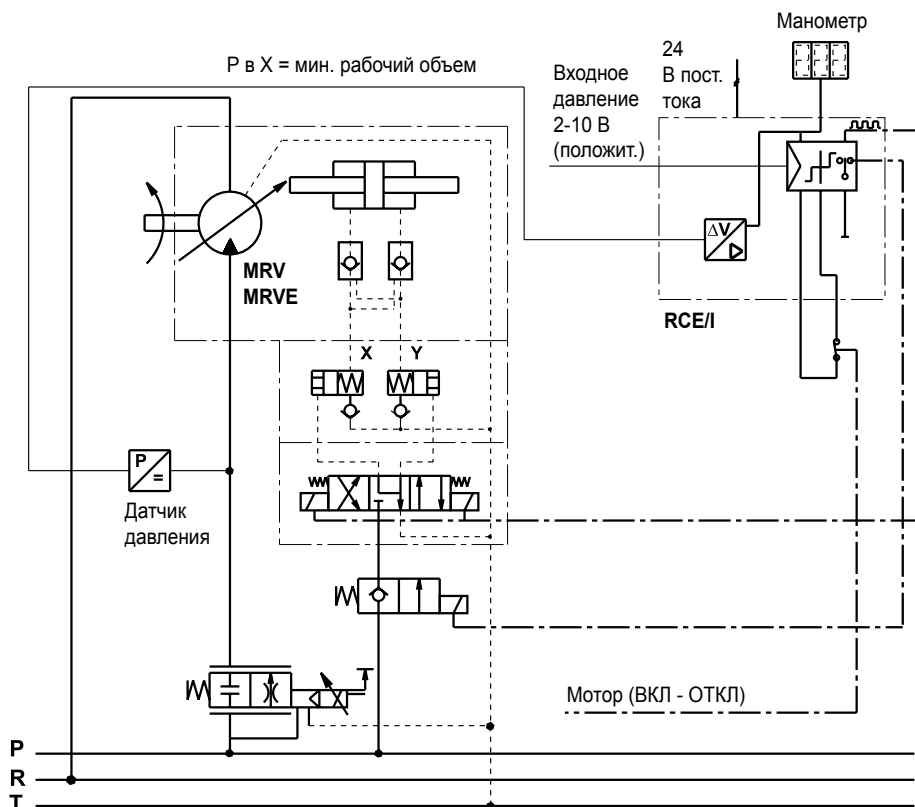 Манометр
P в X = мин. рабочий объем
24
В пост.
тока
Входное
давление
2-10 В
(положит.)
MRV
MRVE
ΔV
RCE/I
X Y
P
=
Датчик
давления
Мотор (ВКЛ - ОТКЛ)
P
R
T